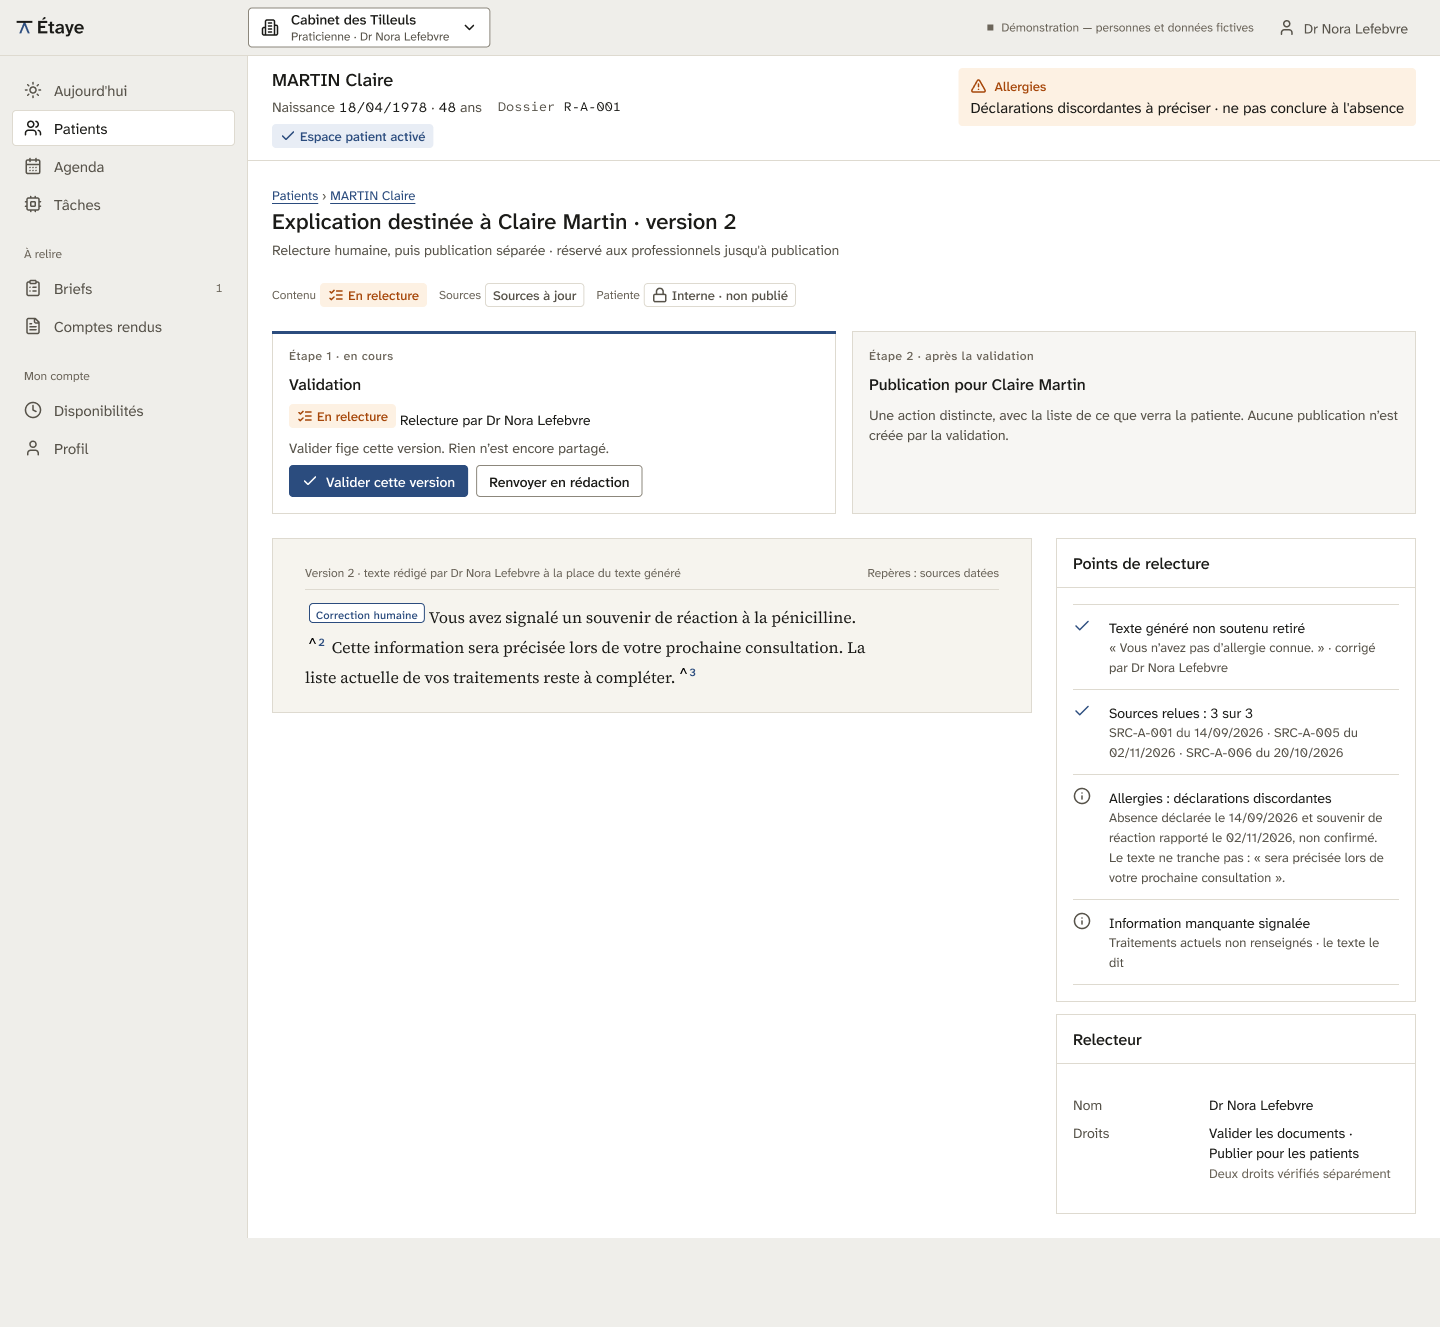 Étaye
Cabinet des Tilleuls
Praticienne · Dr Nora Lefebvre
Démonstration — personnes et données fictives
Dr Nora Lefebvre
Aujourd'hui
Patients
Agenda
Tâches
À relire
Briefs 1
Comptes rendus
Mon compte
Disponibilités
Profil
MARTIN Claire
Naissance 18/04/1978 · 48 ans Dossier R-A-001
Espace patient activé
Allergies
Déclarations discordantes à préciser · ne pas conclure à l'absence
Patients › MARTIN Claire
Explication destinée à Claire Martin · version 2
Relecture humaine, puis publication séparée · réservé aux professionnels jusqu'à publication
Contenu En relecture Sources Sources à jour Patiente Interne · non publié
Étape 1 · en cours
Validation
En relecture Relecture par Dr Nora Lefebvre
Valider fige cette version. Rien n'est encore partagé.
Valider cette version Renvoyer en rédaction
Étape 2 · après la validation
Publication pour Claire Martin
Une action distincte, avec la liste de ce que verra la patiente. Aucune publication n'est
créée par la validation.
Version 2 · texte rédigé par Dr Nora Lefebvre à la place du texte généré Repères : sources datées
Correction humaine Vous avez signalé un souvenir de réaction à la pénicilline.
^2 Cette information sera précisée lors de votre prochaine consultation. La
liste actuelle de vos traitements reste à compléter. ^3
Points de relecture
Texte généré non soutenu retiré
« Vous n'avez pas d'allergie connue. » · corrigé
par Dr Nora Lefebvre
Sources relues : 3 sur 3
SRC-A-001 du 14/09/2026 · SRC-A-005 du
02/11/2026 · SRC-A-006 du 20/10/2026
Allergies : déclarations discordantes
Absence déclarée le 14/09/2026 et souvenir de
réaction rapporté le 02/11/2026, non confirmé.
Le texte ne tranche pas : « sera précisée lors de
votre prochaine consultation ».
Information manquante signalée
Traitements actuels non renseignés · le texte le
dit
Relecteur
Nom Dr Nora Lefebvre
Droits Valider les documents ·
Publier pour les patients
Deux droits vérifiés séparément